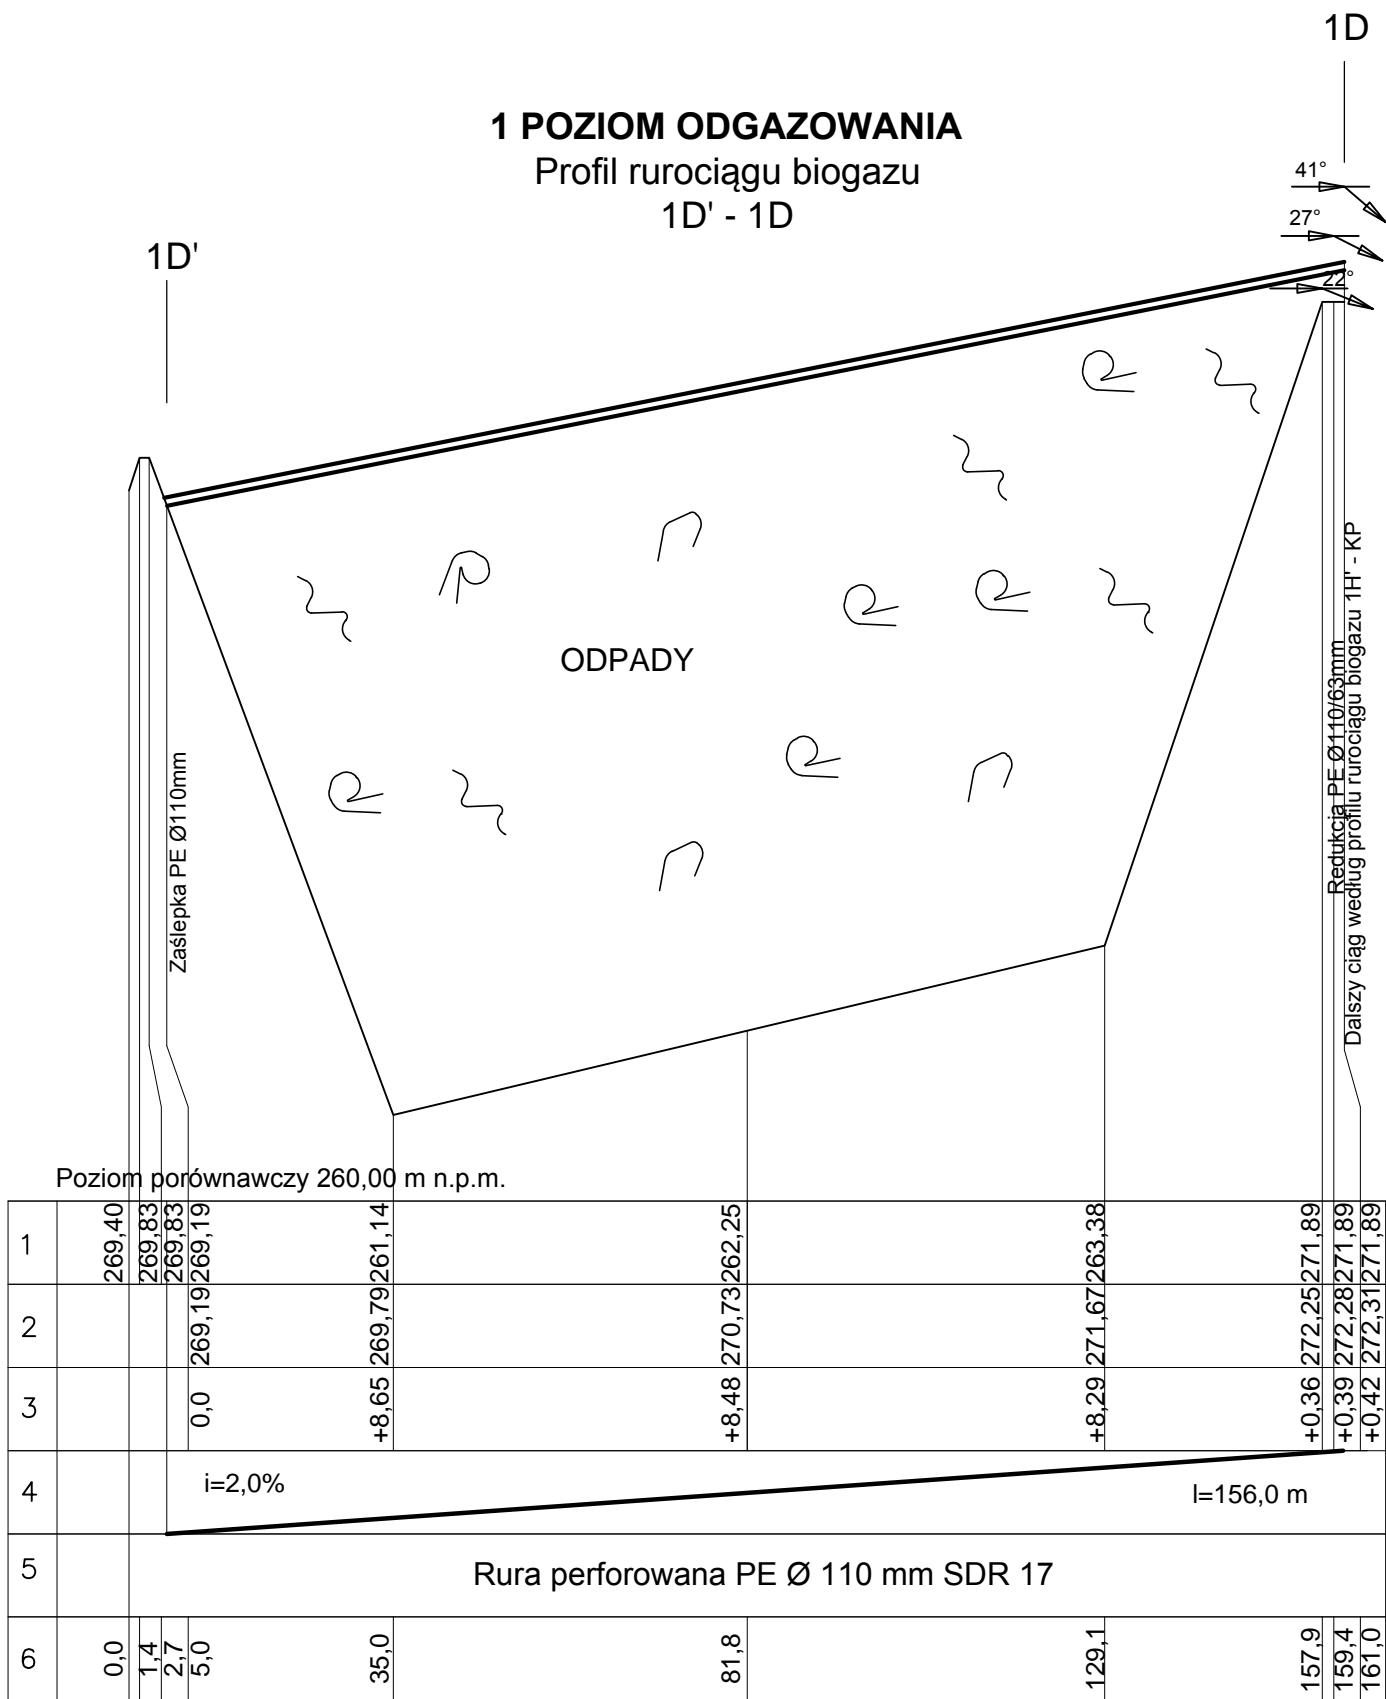 1D
1 POZIOM ODGAZOWANIA
Profil rurociągu biogazu
1D' - 1D
41°
27°
1D'
22°
ODPADY
Zaślepka PE Ø110mm
Redukcja PE Ø110/63mm
Dalszy ciąg według profilu rurociągu biogazu 1H' - KP
Poziom porównawczy 260,00 m n.p.m.
1 269,40 269,83 269,83 269,19 261,14 262,25 263,38 271,89 271,89 271,89
2 269,19 269,79 270,73 271,67 272,25 272,28 272,31
3 0,0 +8,65 +8,48 +8,29 +0,36 +0,39 +0,42
4 i=2,0% l=156,0 m
5 Rura perforowana PE Ø 110 mm SDR 17
6 0,0 1,4 2,7 5,0 35,0 81,8 129,1 157,9 159,4 161,0